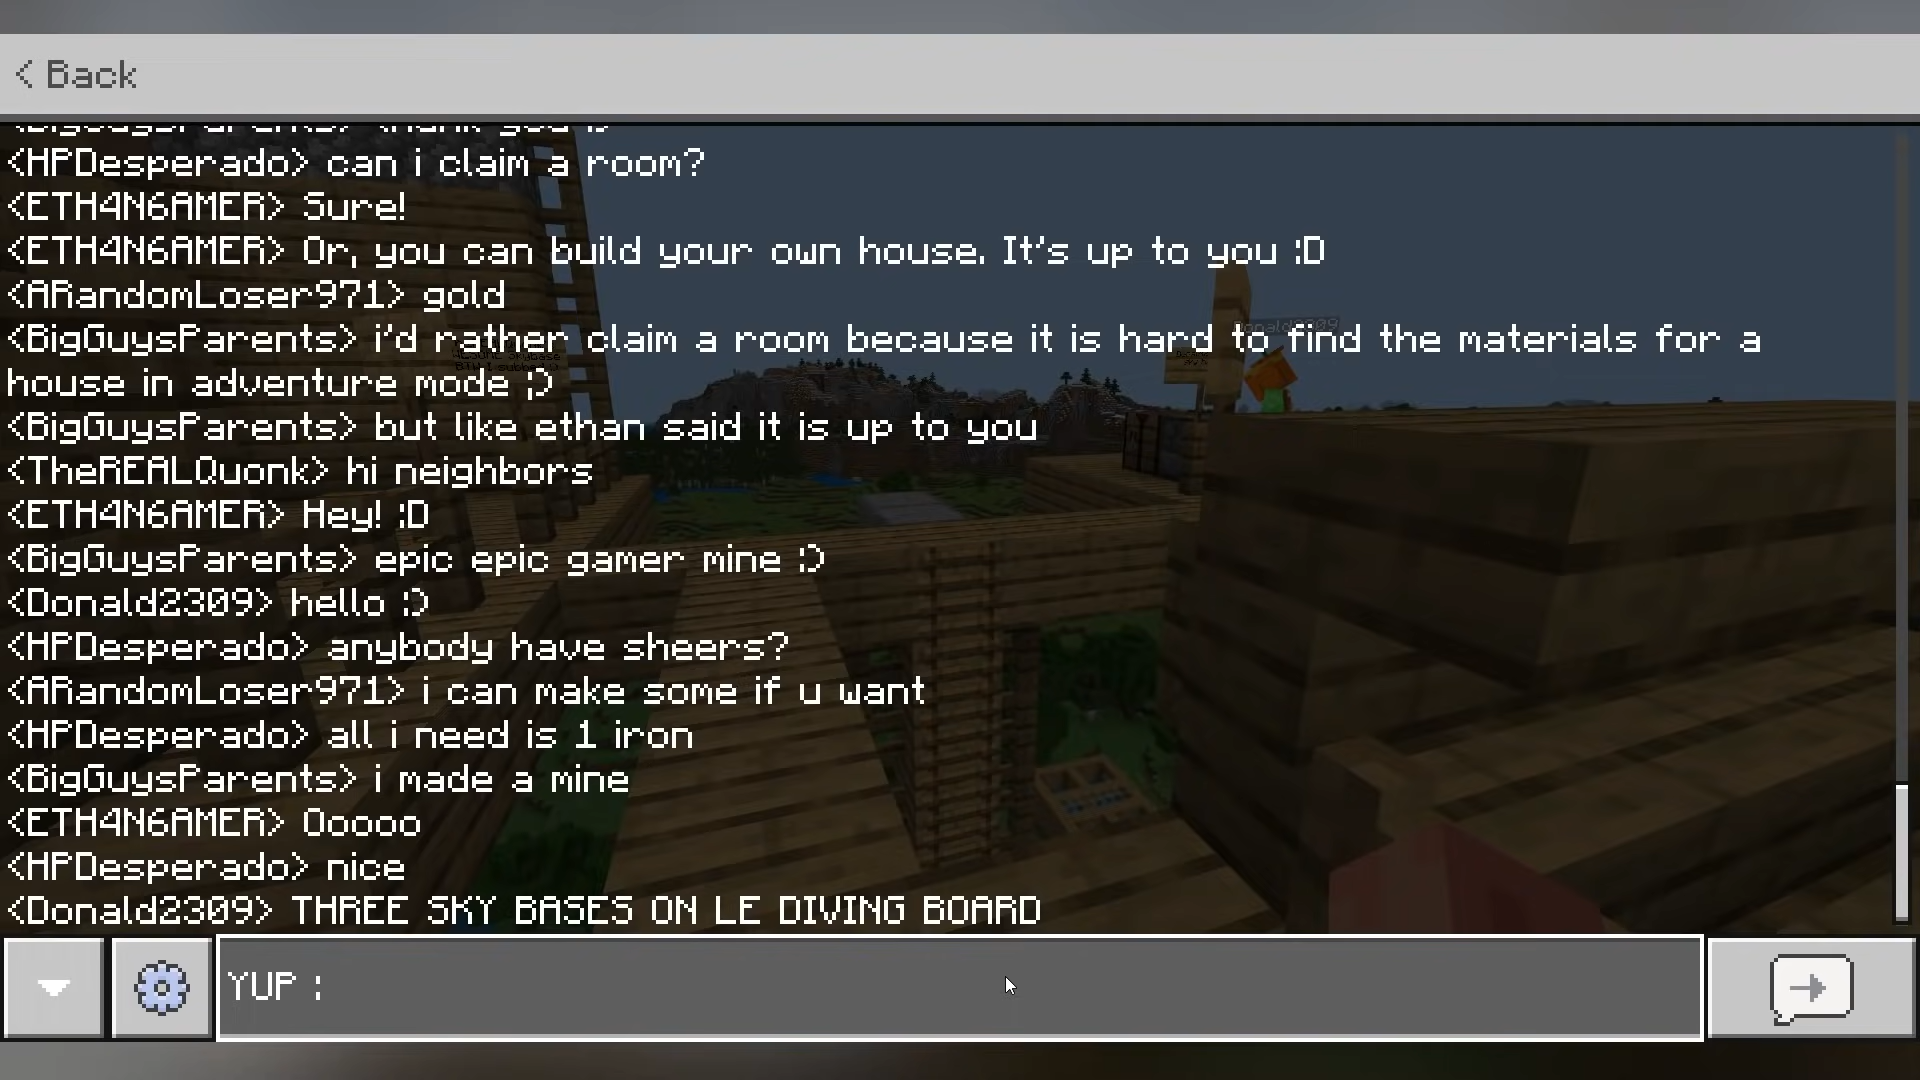 < Back
<BigGuysParents> thank you :)
<HPDesperado> can i claim a room?
<ETH4N6AMER> Sure!
<ETH4N6AMER> Or, you can build your own house. It's up to you :D
<ARandomLoser971> gold
<BigGuysParents> i'd rather claim a room because it is hard to find the materials for a
house in adventure mode ;)
<BigGuysParents> but like ethan said it is up to you
<TheREALQuonk> hi neighbors
<ETH4N6AMER> Hey! :D
<BigGuysParents> epic epic gamer mine :)
<Donald2309> hello :)
<HPDesperado> anybody have sheers?
<ARandomLoser971> i can make some if u want
<HPDesperado> all i need is 1 iron
<BigGuysParents> i made a mine
<ETH4N6AMER> Ooooo
<HPDesperado> nice
<Donald2309> THREE SKY BASES ON LE DIVING BOARD
YUP :